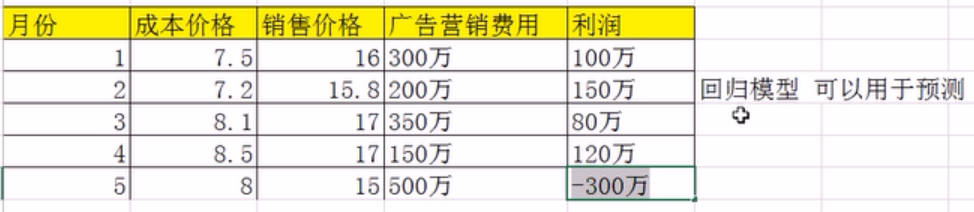 月份 成本价格 销售价格 广告营销费用 利润
1 7.5 16 300万 100万
2 7.2 15.8 200万 150万 回归模型 可以用于预测
3 8.1 17 350万 80万
4 8.5 17 150万 120万
5 8 15 500万 -300万